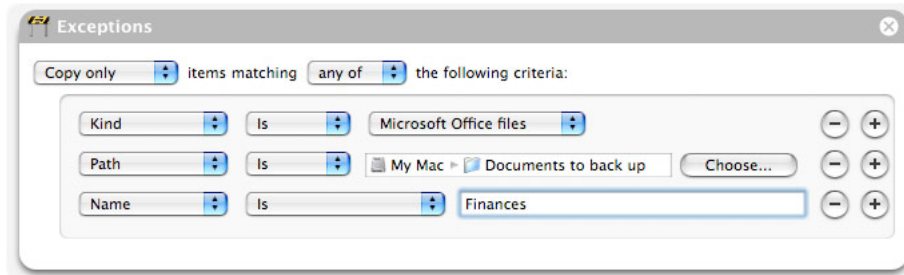 Exceptions
Copy only items matching any of the following criteria:
Kind Is Microsoft Office files
Path Is My Mac Documents to back up Choose...
Name Is Finances